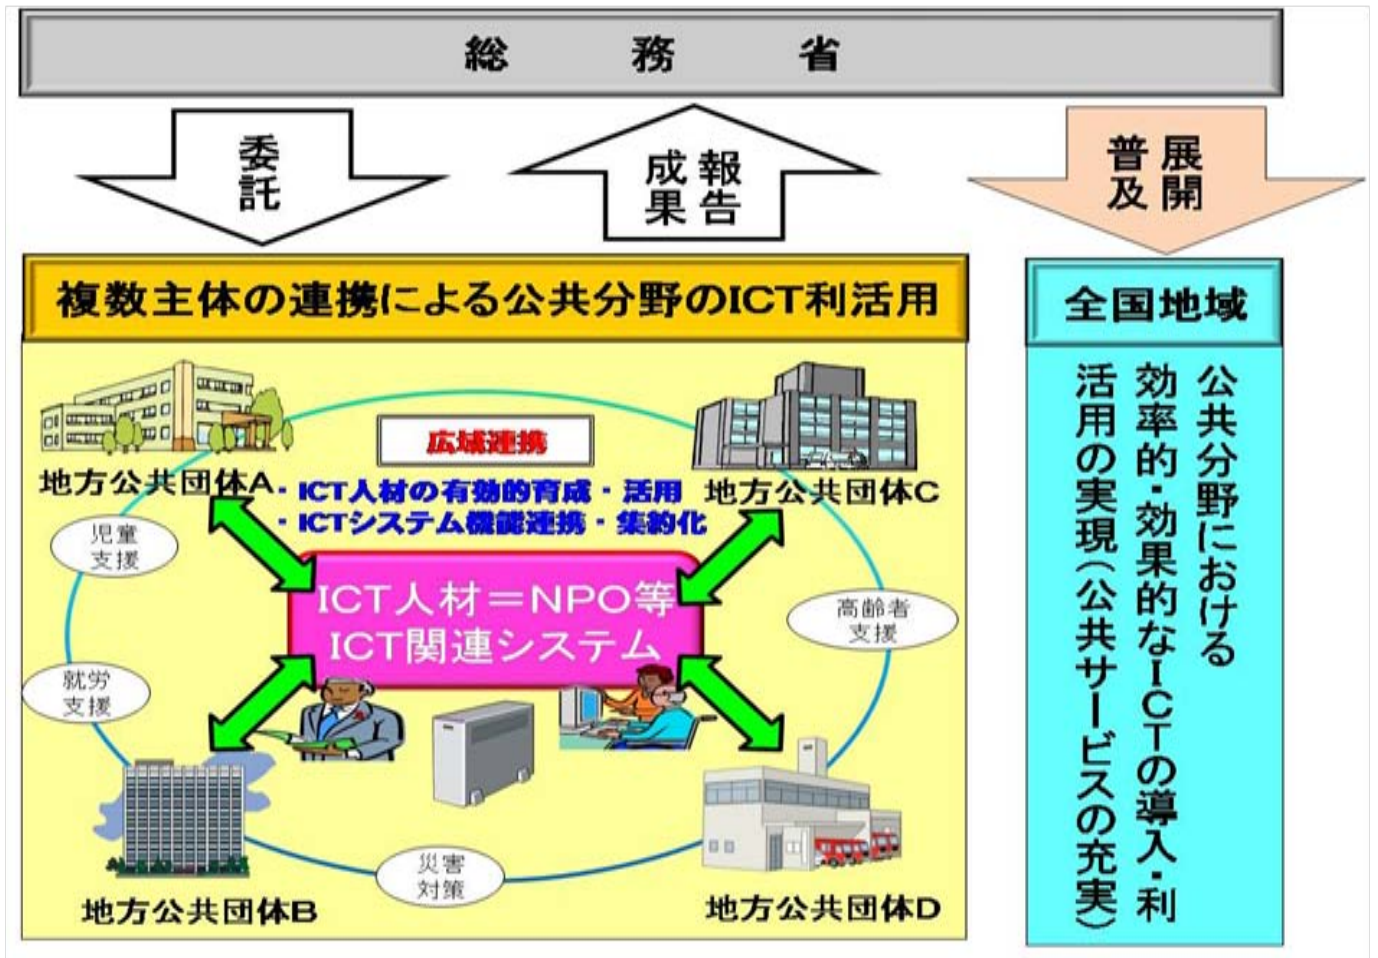 総務省
委託
成果
報告
普及
展開
複数主体の連携による公共分野のICT利活用
地方公共団体A
広域連携
・ICT人材の有効的育成・活用
・ICTシステム機能連携・集約化
地方公共団体C
児童
支援
ICT人材＝NPO等
ICT関連システム
高齢者
支援
就労
支援
災害
対策
地方公共団体B
地方公共団体D
全国地域
公共分野における
効率的・効果的なICTの導入・利
活用の実現（公共サービスの充実）